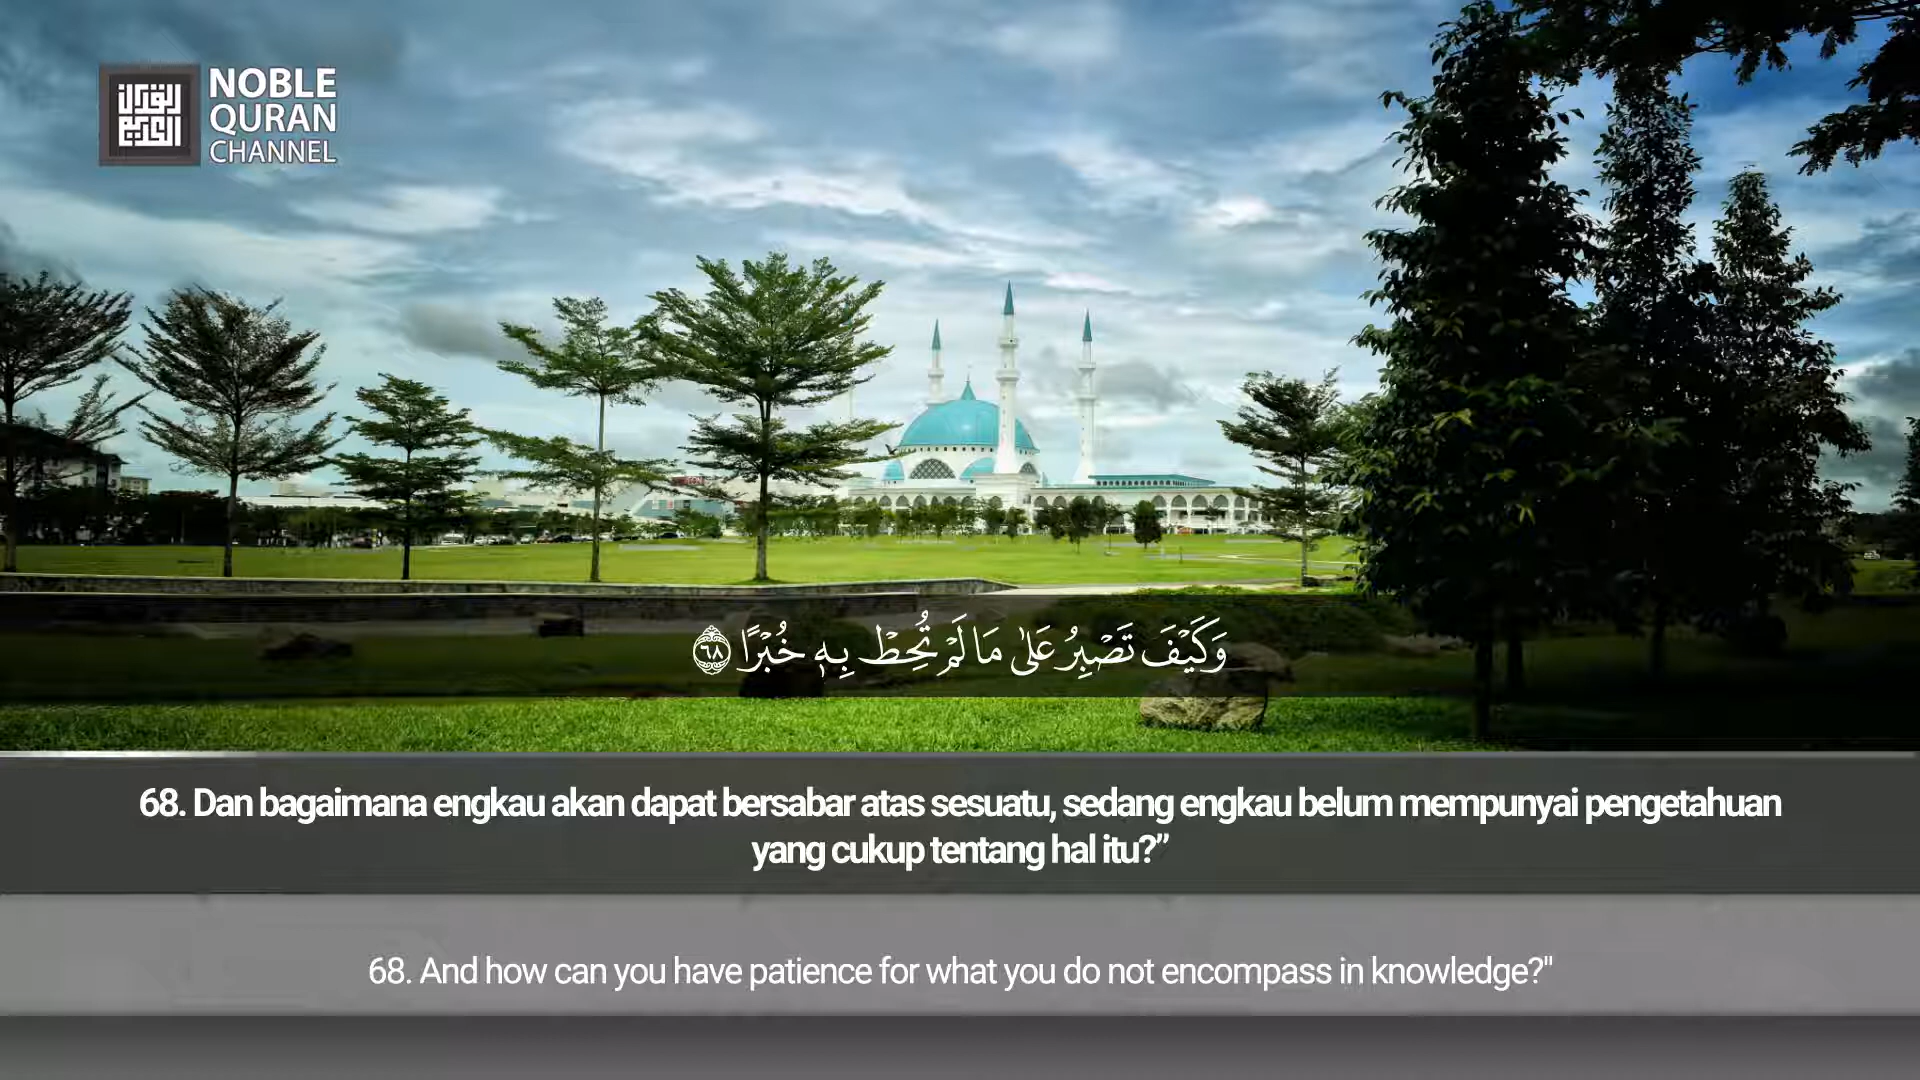 القرآن
الكريم
NOBLE
QURAN
CHANNEL
وَكَيْفَ تَصْبِرُ عَلَىٰ مَا لَمْ تُحِطْ بِهِۦ خُبْرًا ۝٦٨
68. Dan bagaimana engkau akan dapat bersabar atas sesuatu, sedang engkau belum mempunyai pengetahuan
yang cukup tentang hal itu?”
68. And how can you have patience for what you do not encompass in knowledge?"